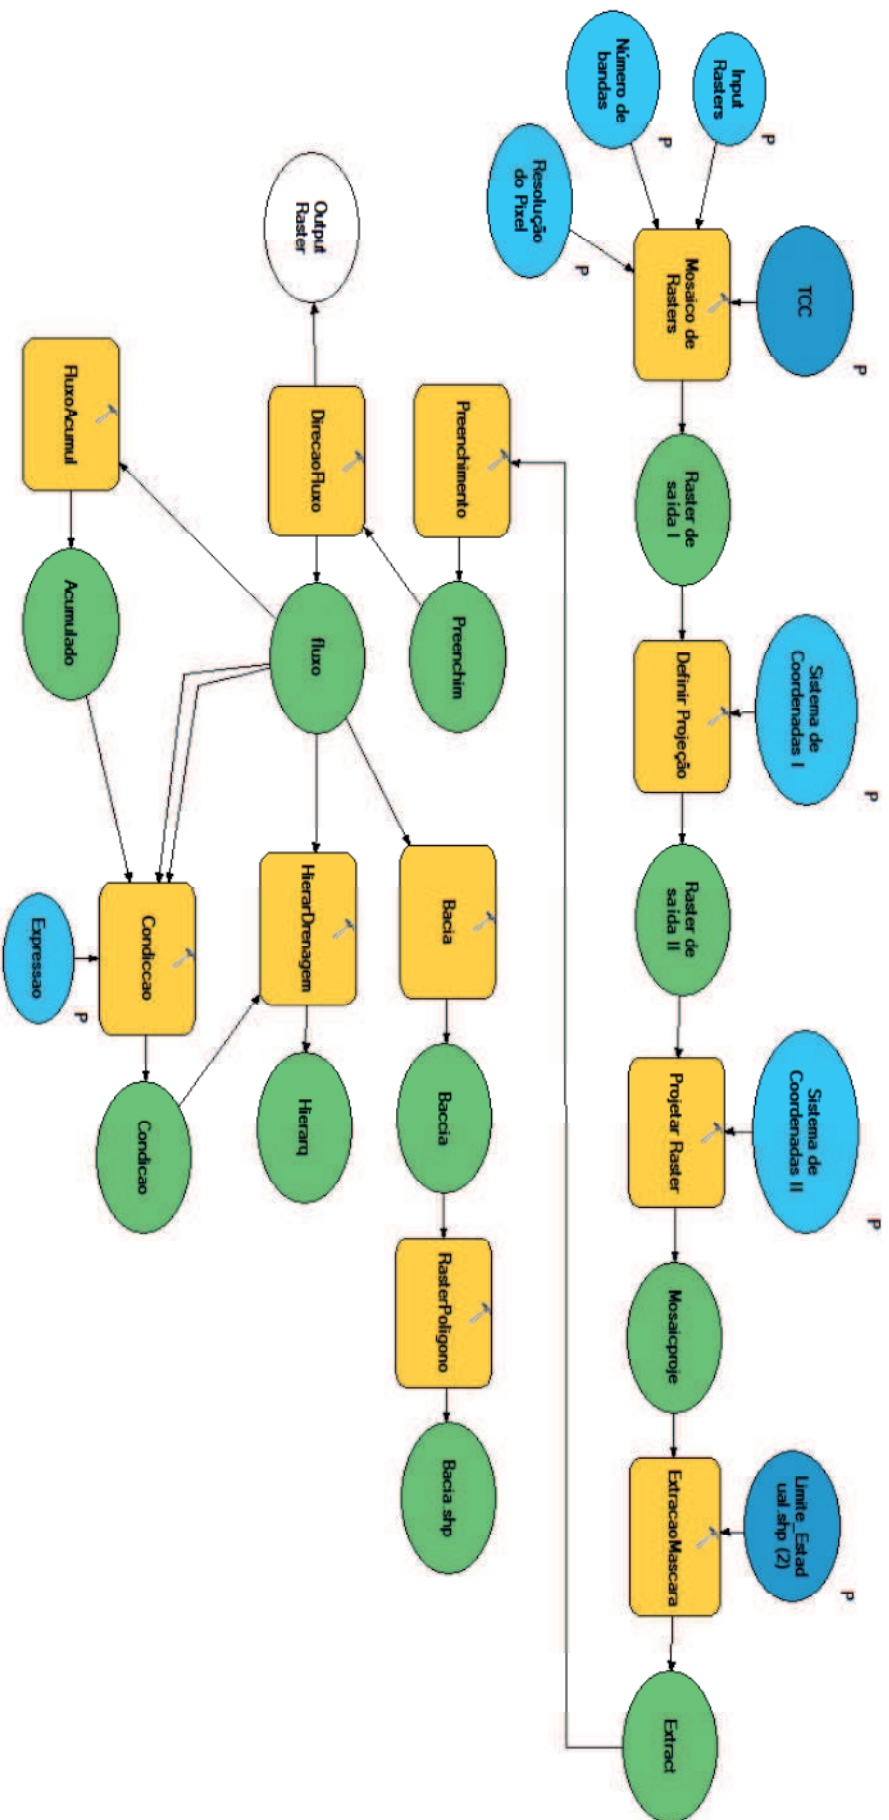 Input
Rasters
P
Número de
bandas
P
Resolução
do Pixel
P
TCC
P
Mosaico de
Rasters
Raster de
saida I
Sistema de
Coordenadas I
P
Definir Projeção
Raster de
saida II
Sistema de
Coordenadas II
P
Projetar Raster
Mosaicproje
Limite_Estad
ual.shp (2)
P
ExtracaoMascara
Extract
Preenchimento
Preenchim
Output
Raster
DirecaoFluxo
fluxo
Bacia
Baccia
RasterPoligono
Bacia.shp
HierarDrenagem
Hierarq
FluxoAcumul
Acumulado
Condiccao
Condicao
Expressao
P